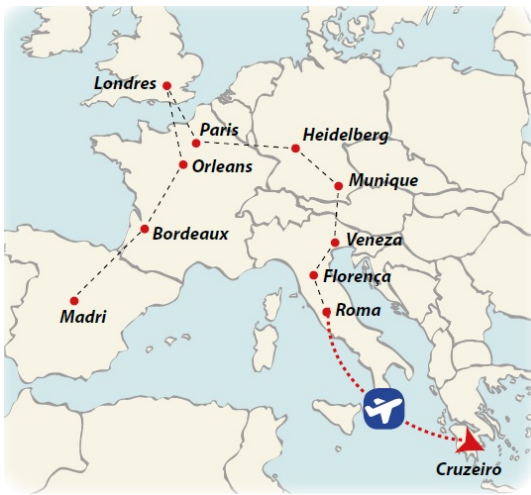 Londres
Paris
Heidelberg
Orleans
Munique
Bordeaux
Veneza
Florença
Madri
Roma
Cruzeiro